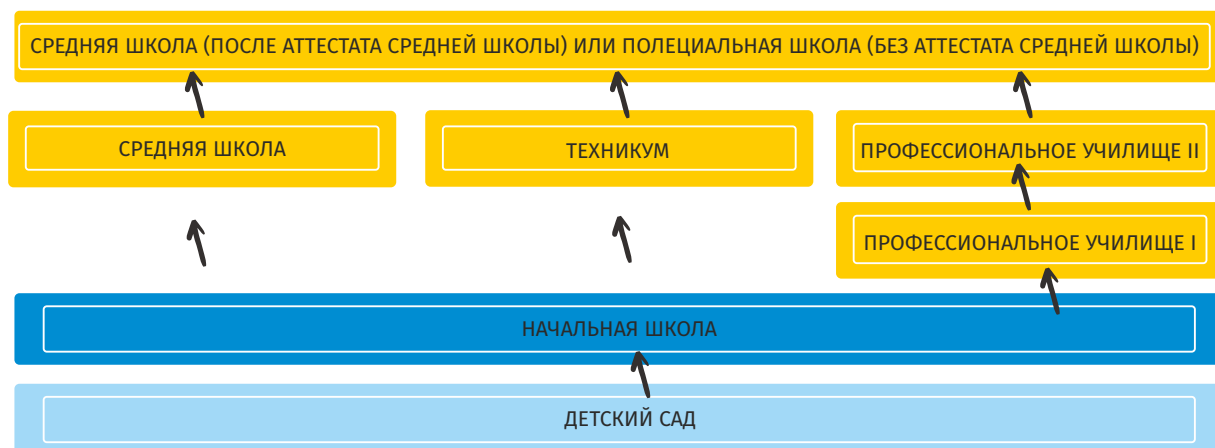 СРЕДНЯЯ ШКОЛА (ПОСЛЕ АТТЕСТАТА СРЕДНЕЙ ШКОЛЫ) ИЛИ ПОЛЕЦИАЛЬНАЯ ШКОЛА (БЕЗ АТТЕСТАТА СРЕДНЕЙ ШКОЛЫ)
СРЕДНЯЯ ШКОЛА
ТЕХНИКУМ
ПРОФЕССИОНАЛЬНОЕ УЧИЛИЩЕ II
ПРОФЕССИОНАЛЬНОЕ УЧИЛИЩЕ I
НАЧАЛЬНАЯ ШКОЛА
ДЕТСКИЙ САД